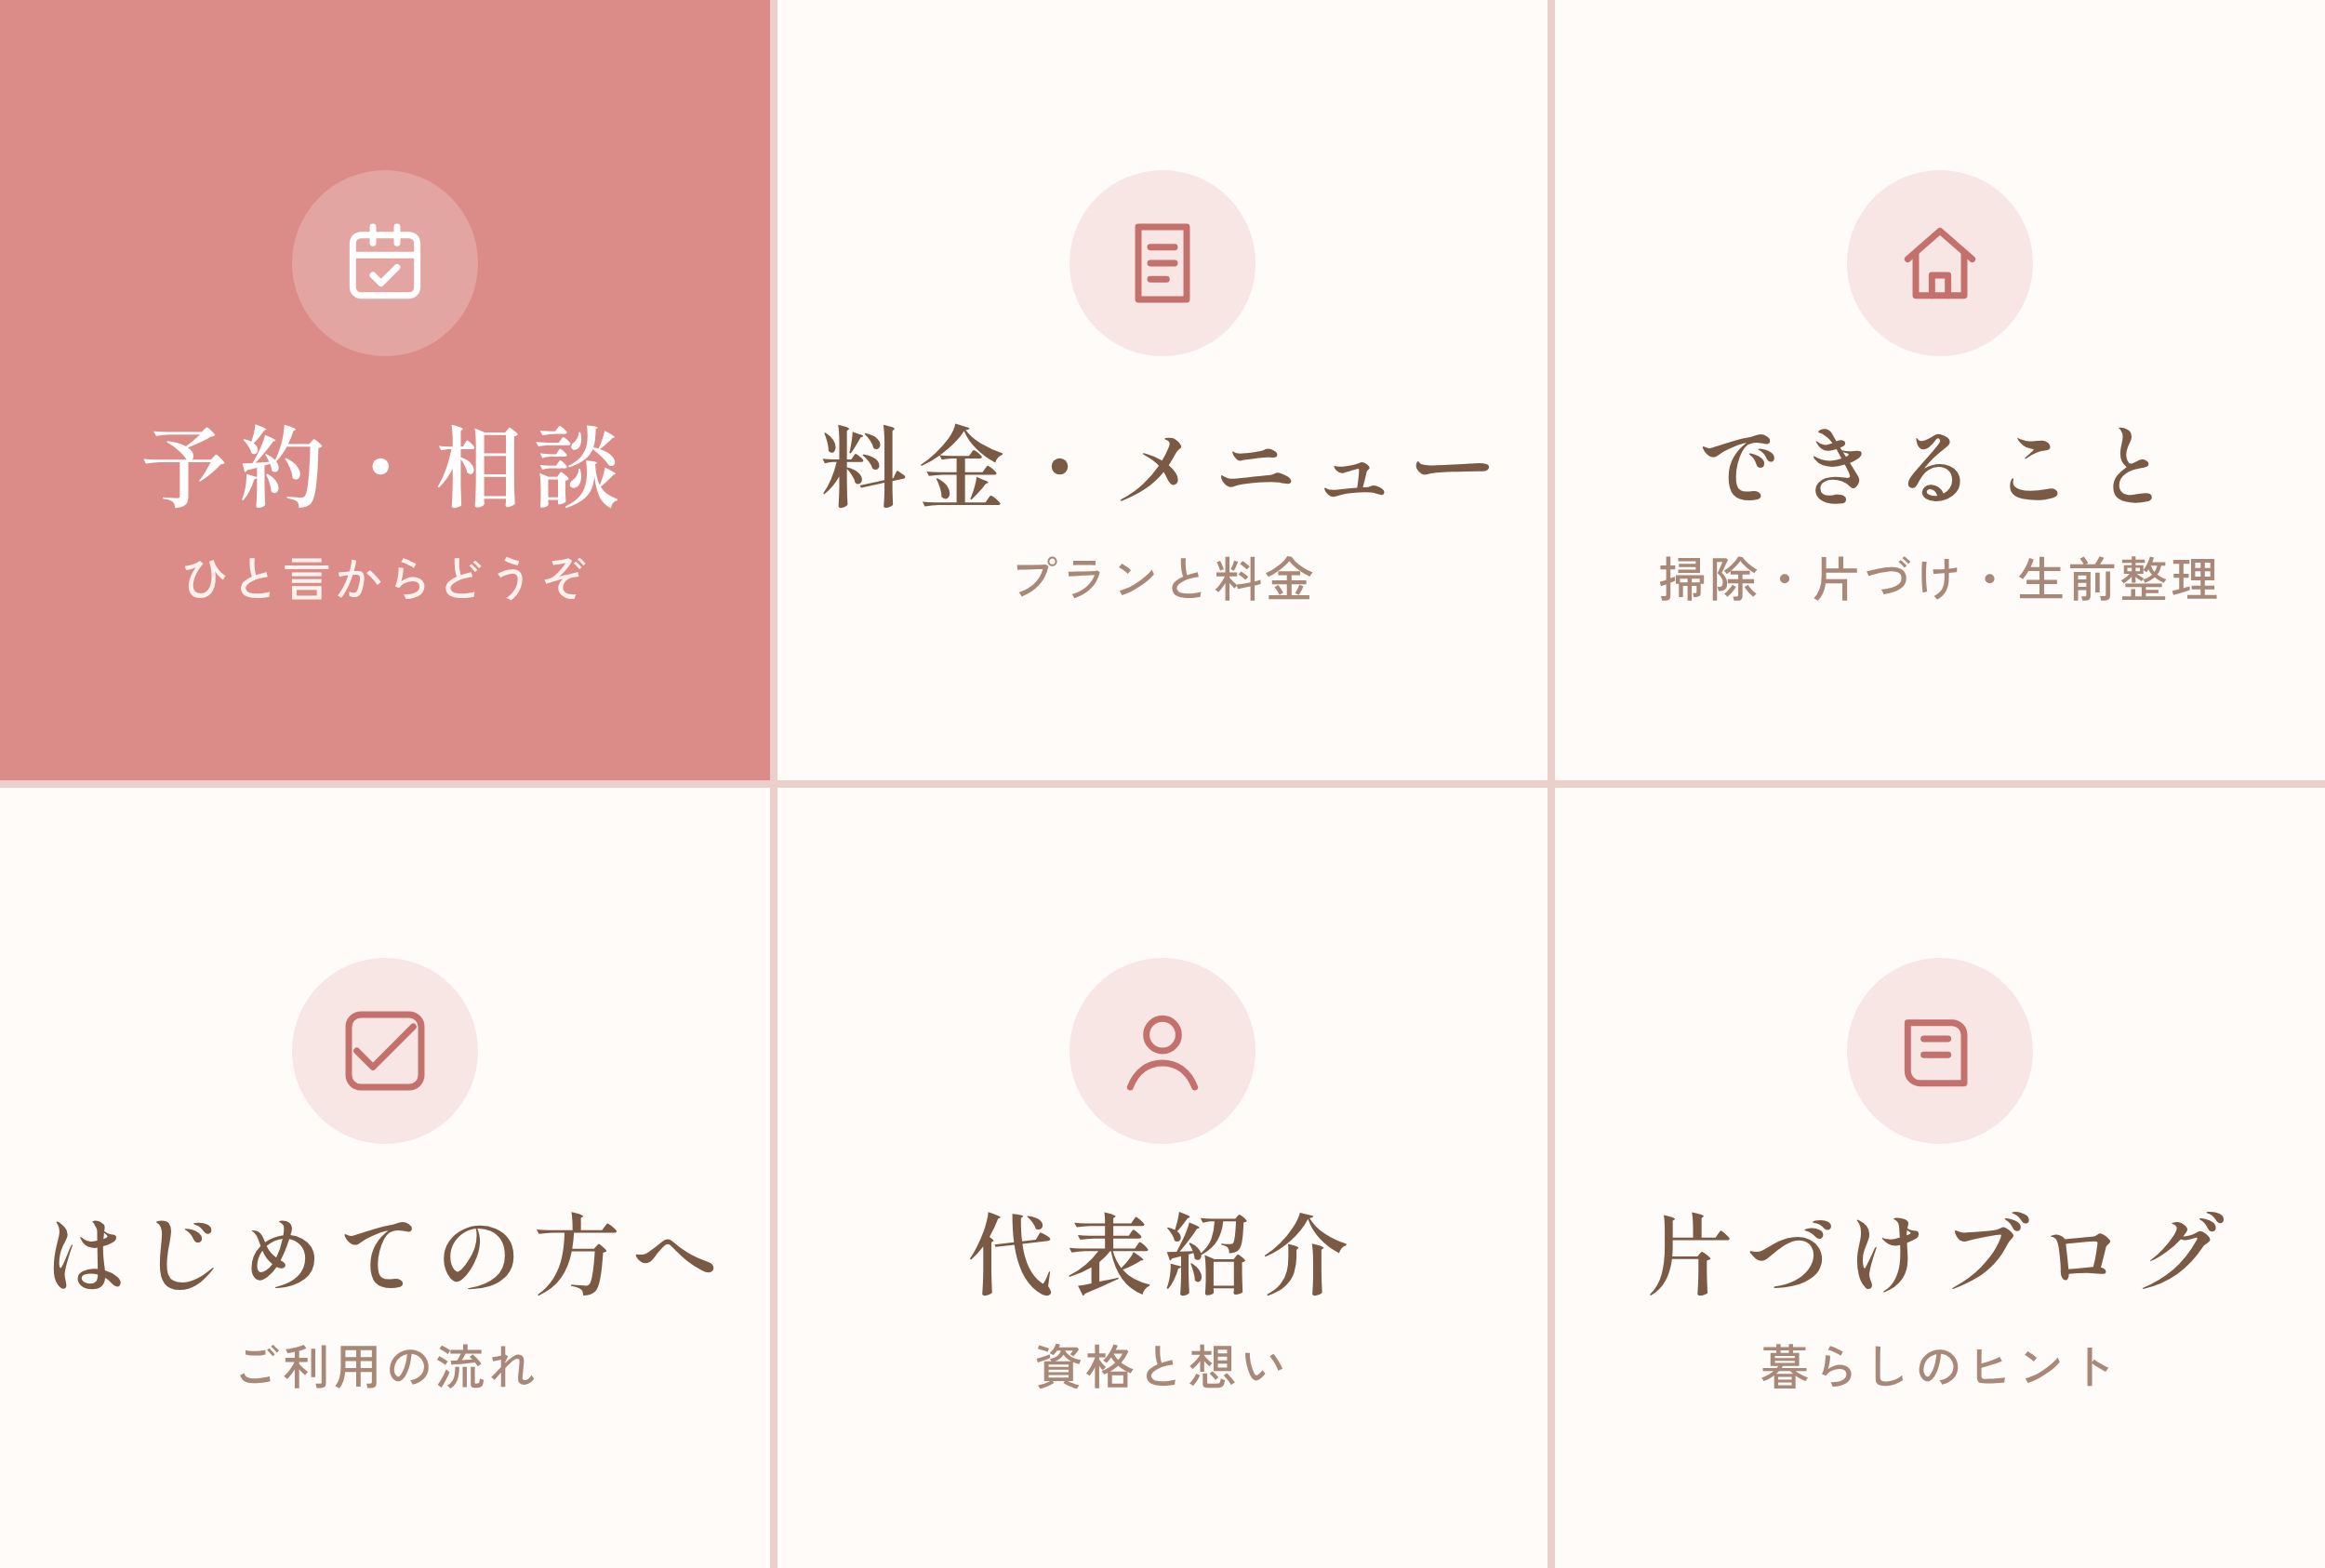 予約・相談
ひと言からどうぞ
料金・メニュー
プランと料金
できること
掃除・片づけ・生前整理
はじめての方へ
ご利用の流れ
代表紹介
資格と想い
片づけブログ
暮らしのヒント